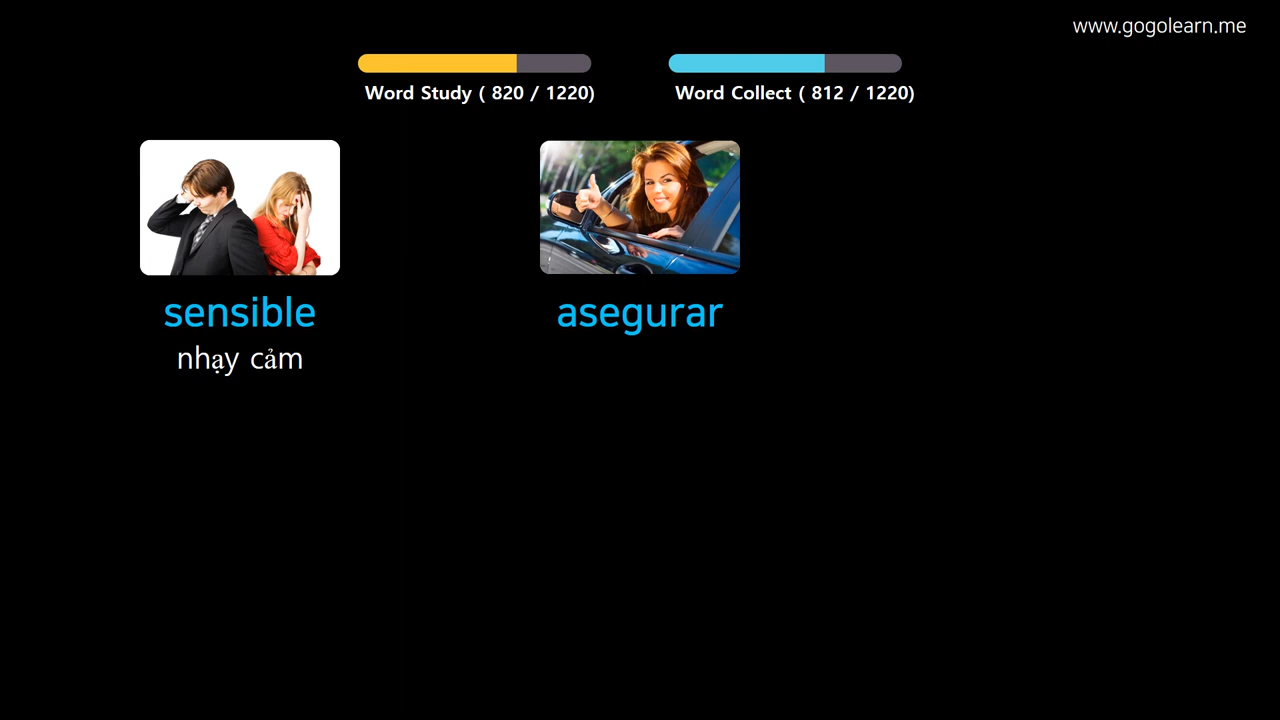 www.gogolearn.me
Word Study ( 820 / 1220)
Word Collect ( 812 / 1220)
sensible
nhạy cảm
asegurar